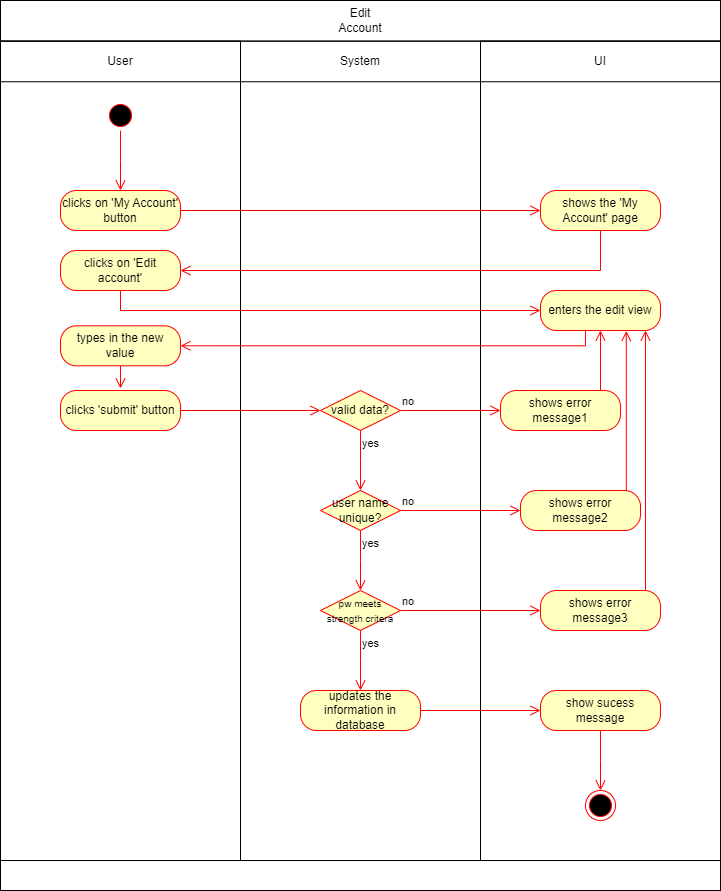 Edit
Account
User
System
UI
clicks on 'My Account'
button
shows the 'My
Account' page
clicks on 'Edit
account'
enters the edit view
types in the new
value
clicks 'submit' button
valid data?
no
shows error
message1
yes
user name
unique?
no
shows error
message2
yes
pw meets
strength critera
no
shows error
message3
yes
updates the
information in
database
show sucess
message